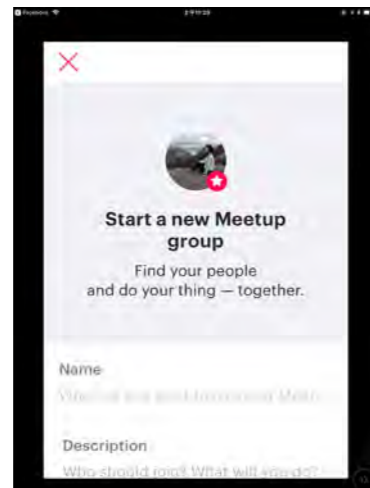 Start a new Meetup
group
Find your people
and do your thing — together.
Name
Description
Who should join? What will you do?